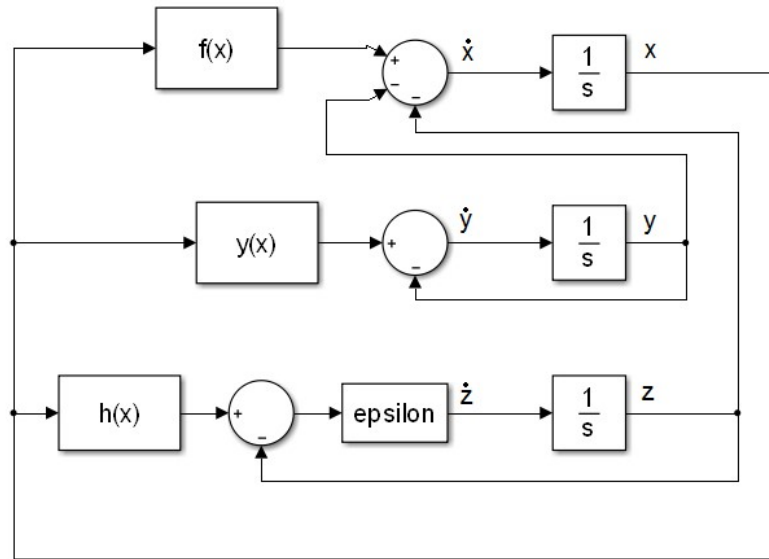 f(x)
+
−
−
ẋ
1
s
x
y(x)
+
−
ẏ
1
s
y
h(x)
+
−
epsilon
ż
1
s
z